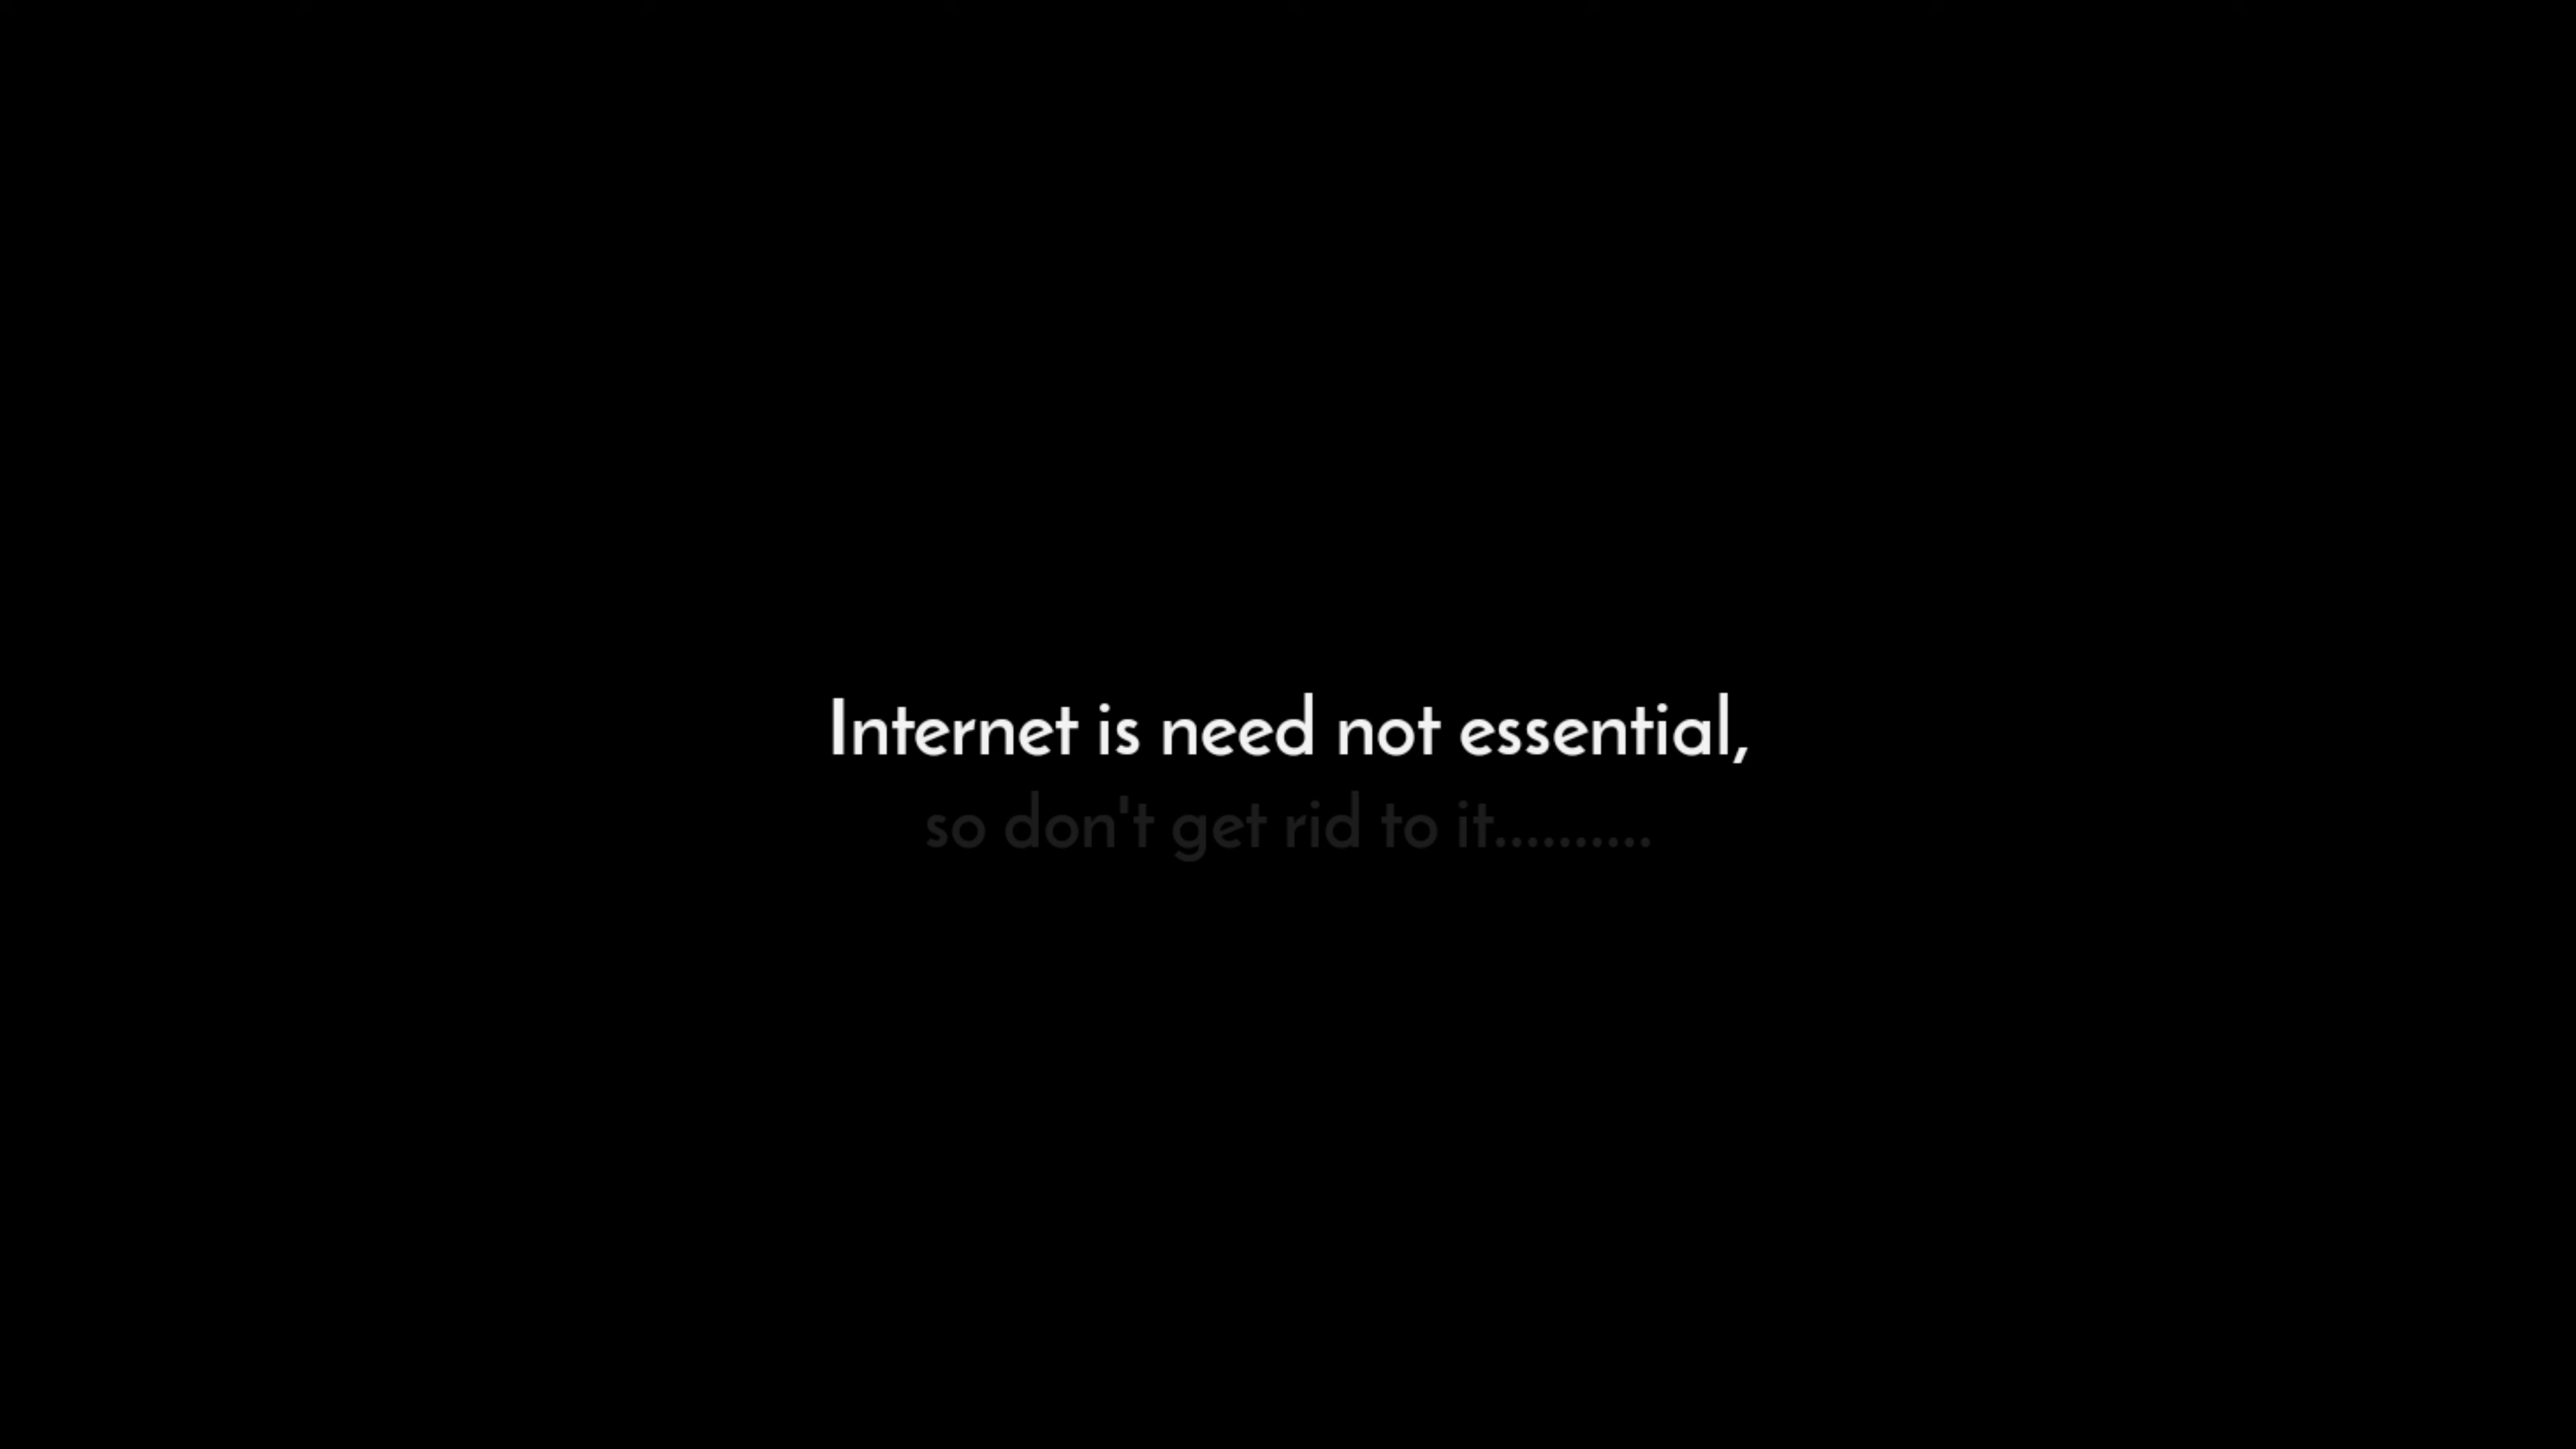 Internet is need not essential,
so don't get rid to it..........